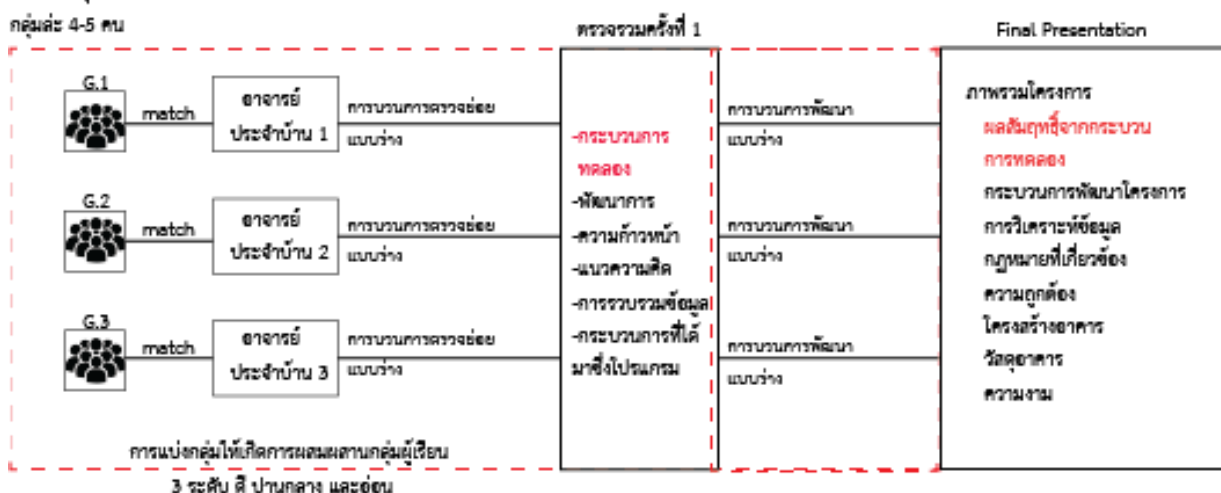 กลุ่มล่ะ 4-5 คน
ตรวจรวมครั้งที่ 1
Final Presentation
G.1
match
อาจารย์
ประจำบ้าน 1
การบวนการตรวจย่อย
แบบร่าง
การบวนการพัฒนา
แบบร่าง
G.2
match
อาจารย์
ประจำบ้าน 2
การบวนการตรวจย่อย
แบบร่าง
การบวนการพัฒนา
แบบร่าง
G.3
match
อาจารย์
ประจำบ้าน 3
การบวนการตรวจย่อย
แบบร่าง
การบวนการพัฒนา
แบบร่าง
-กระบวนการ
ทดลอง
-พัฒนาการ
-ความก้าวหน้า
-แนวความคิด
-การรวบรวมข้อมูล
-กระบวนการที่ได้
มาซึ่งโปรแกรม
ภาพรวมโครงการ
ผลสัมฤทธิ์จากกระบวน
การทดลอง
กระบวนการพัฒนาโครงการ
การวิเคราะห์ข้อมูล
กฎหมายที่เกี่ยวข้อง
ความถูกต้อง
โครงสร้างอาคาร
วัสดุอาคาร
ความงาม
การแบ่งกลุ่มให้เกิดการผสมผสานกลุ่มผู้เรียน
3 ระดับ ดี ปานกลาง และอ่อน